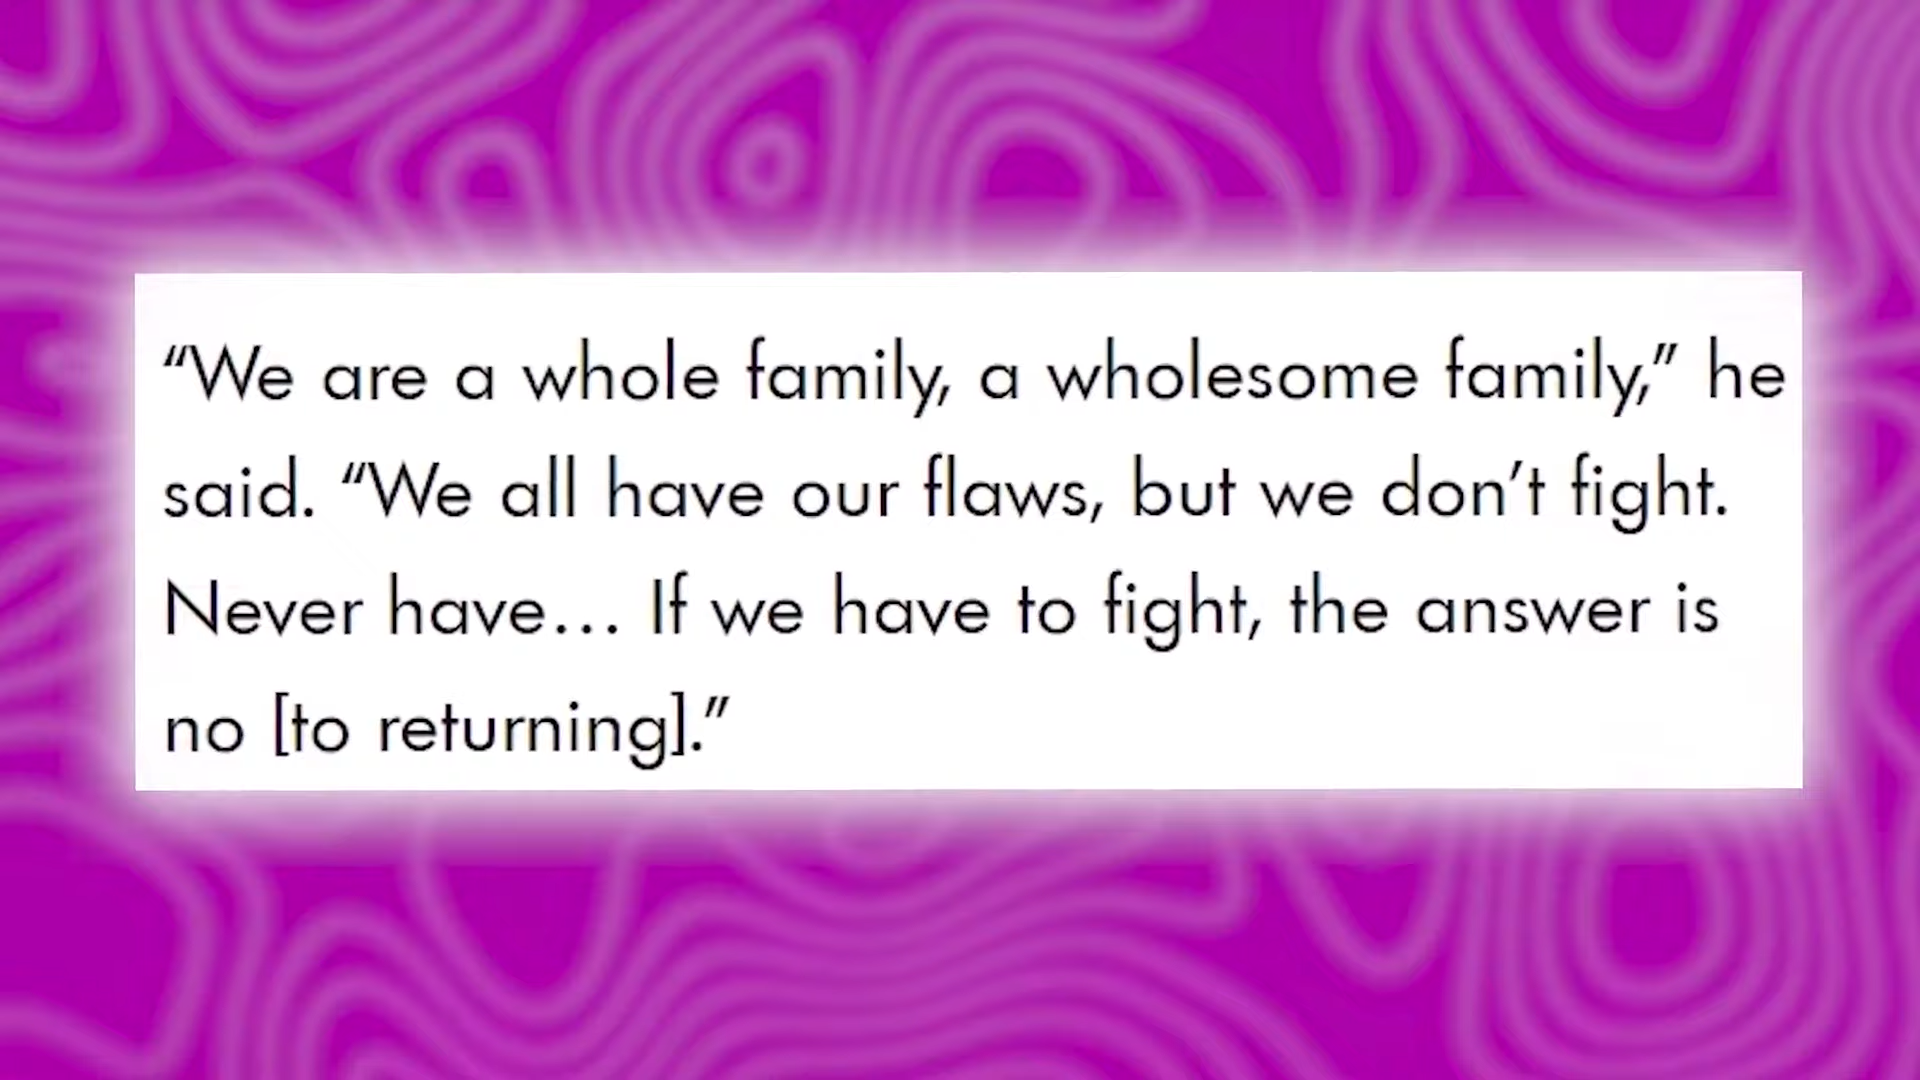 “We are a whole family, a wholesome family,” he
said. “We all have our flaws, but we don’t fight.
Never have... If we have to fight, the answer is
no [to returning].”